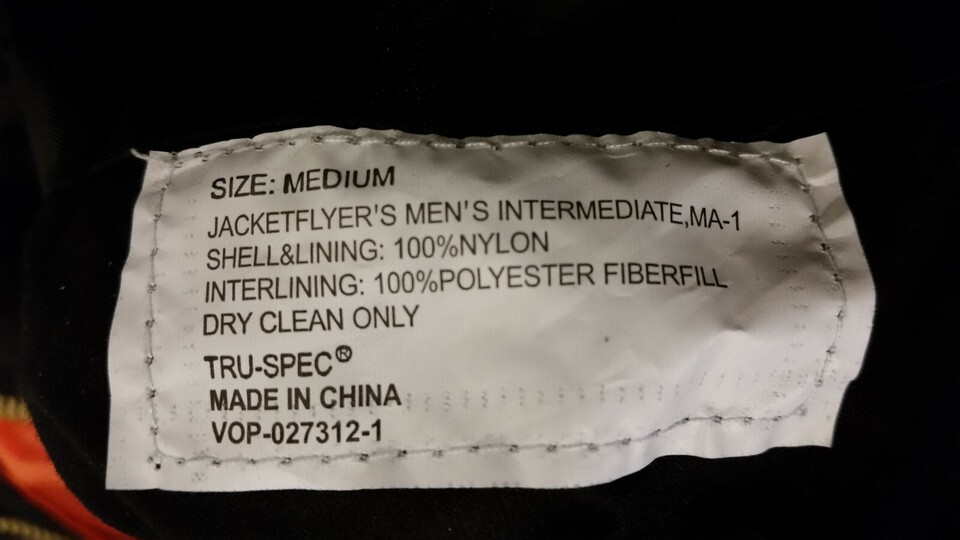 SIZE: MEDIUM
JACKETFLYER'S MEN'S INTERMEDIATE,MA-1
SHELL&LINING: 100%NYLON
INTERLINING: 100%POLYESTER FIBERFILL
DRY CLEAN ONLY
TRU-SPEC®
MADE IN CHINA
VOP-027312-1